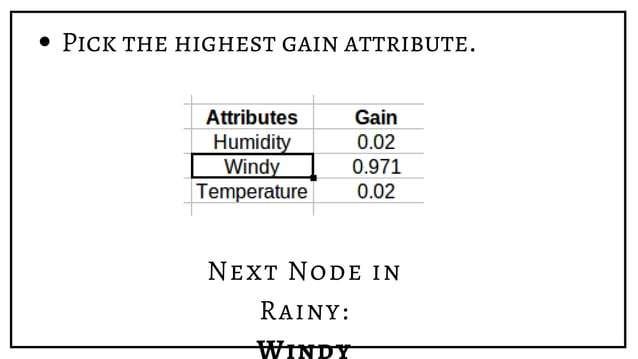 • Pick the highest gain attribute.
Attributes Gain
Humidity 0.02
Windy 0.971
Temperature 0.02
Next Node in
Rainy:
Windy